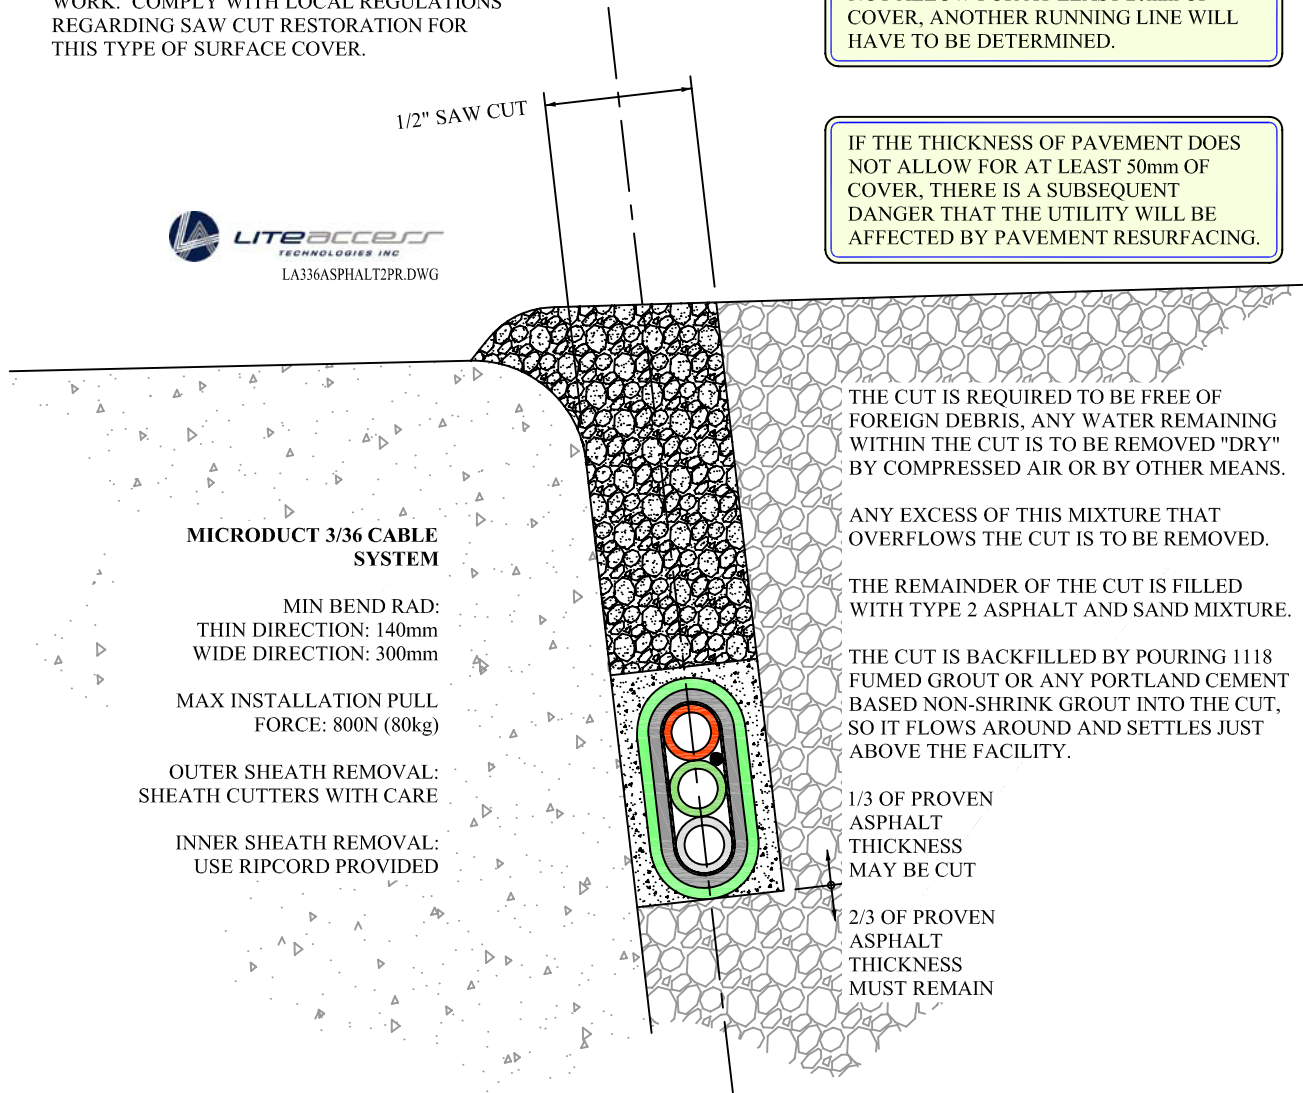 WORK.  COMPLY WITH LOCAL REGULATIONS
REGARDING SAW CUT RESTORATION FOR
THIS TYPE OF SURFACE COVER.
COVER, ANOTHER RUNNING LINE WILL
HAVE TO BE DETERMINED.
1/2" SAW CUT
IF THE THICKNESS OF PAVEMENT DOES
NOT ALLOW FOR AT LEAST 50mm OF
COVER, THERE IS A SUBSEQUENT
DANGER THAT THE UTILITY WILL BE
AFFECTED BY PAVEMENT RESURFACING.
LITEACCESS
TECHNOLOGIES INC
LA336ASPHALT2PR.DWG
THE CUT IS REQUIRED TO BE FREE OF
FOREIGN DEBRIS, ANY WATER REMAINING
WITHIN THE CUT IS TO BE REMOVED "DRY"
BY COMPRESSED AIR OR BY OTHER MEANS.
ANY EXCESS OF THIS MIXTURE THAT
OVERFLOWS THE CUT IS TO BE REMOVED.
THE REMAINDER OF THE CUT IS FILLED
WITH TYPE 2 ASPHALT AND SAND MIXTURE.
THE CUT IS BACKFILLED BY POURING 1118
FUMED GROUT OR ANY PORTLAND CEMENT
BASED NON-SHRINK GROUT INTO THE CUT,
SO IT FLOWS AROUND AND SETTLES JUST
ABOVE THE FACILITY.
1/3 OF PROVEN
ASPHALT
THICKNESS
MAY BE CUT
2/3 OF PROVEN
ASPHALT
THICKNESS
MUST REMAIN
MICRODUCT 3/36 CABLE
SYSTEM
MIN BEND RAD:
THIN DIRECTION: 140mm
WIDE DIRECTION: 300mm
MAX INSTALLATION PULL
FORCE: 800N (80kg)
OUTER SHEATH REMOVAL:
SHEATH CUTTERS WITH CARE
INNER SHEATH REMOVAL:
USE RIPCORD PROVIDED